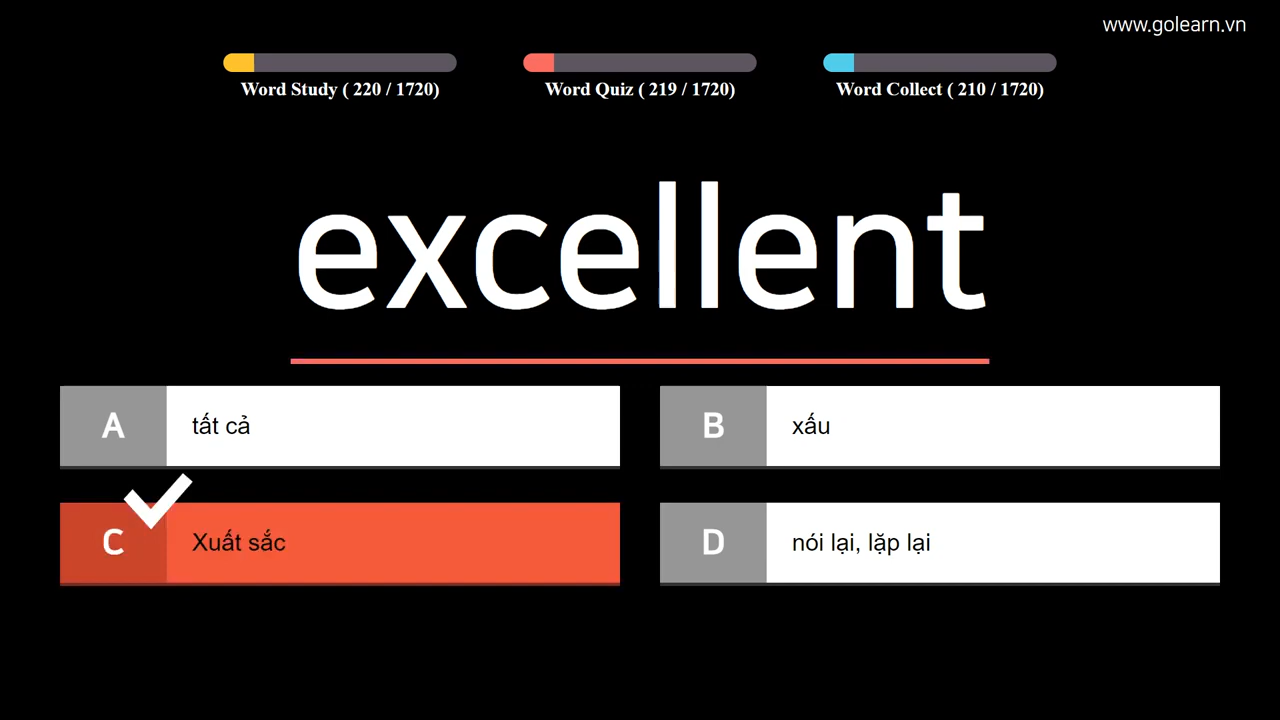 www.golearn.vn
Word Study ( 220 / 1720)
Word Quiz ( 219 / 1720)
Word Collect ( 210 / 1720)
excellent
A tất cả
B xấu
C Xuất sắc
D nói lại, lặp lại